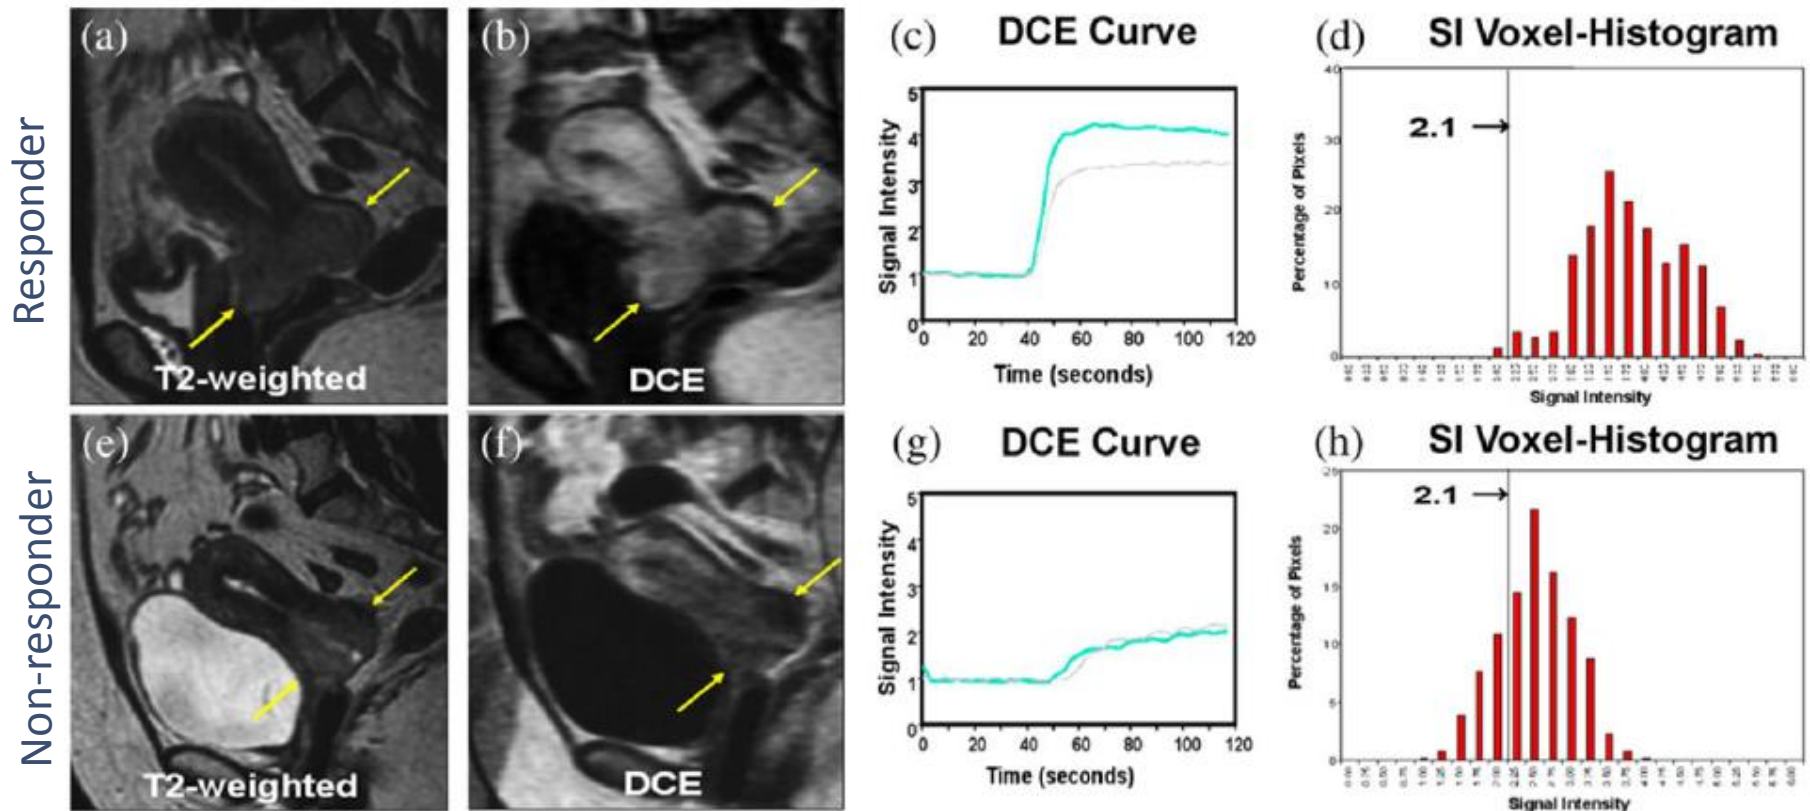 Responder
(a)
T2-weighted
(b)
DCE
(c)
DCE Curve
Signal Intensity
5
4
3
2
1
0
0 20 40 60 80 100 120
Time (seconds)
(d)
SI Voxel-Histogram
2.1
Percentage of Pixels
40
30
20
10
0
Signal Intensity
Non-responder
(e)
T2-weighted
(f)
DCE
(g)
DCE Curve
Signal Intensity
5
4
3
2
1
0
0 20 40 60 80 100 120
Time (seconds)
(h)
SI Voxel-Histogram
2.1
Percentage of Pixels
25
20
15
10
5
0
Signal Intensity